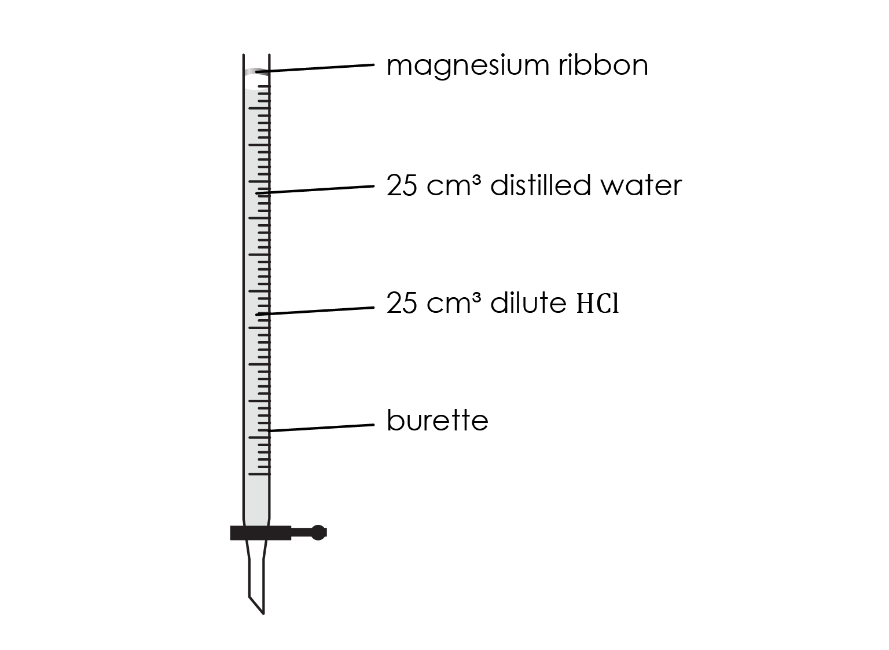 magnesium ribbon
25 cm³ distilled water
25 cm³ dilute HCl
burette